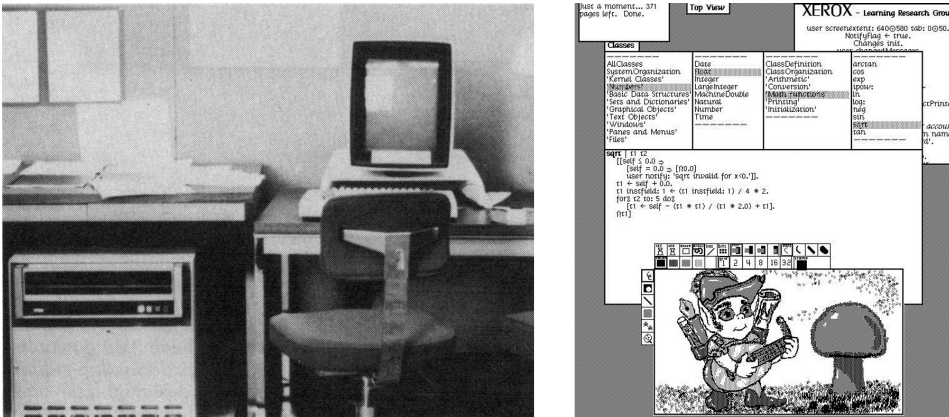 Just a moment... 371
pages left. Done.
Top View
XEROX - Learning Research Grou
user screenextent: 640⊙580 tab: 0⊙50.
NotifyFlag ← true.
Changes init.
user changedMessages
Classes
AllClasses
SystemOrganization
'Kernel Classes'
'Numbers'
'Basic Data Structures'
'Sets and Dictionaries'
'Graphical Objects'
'Text Objects'
'Windows'
'Panes and Menus'
'Files'
Date
Float
Integer
LargeInteger
MachineDouble
Natural
Number
Time
ClassDefinition
ClassOrganization
'Arithmetic'
'Conversion'
'Math Functions'
'Printing'
'Initialization'
arctan
cos
exp
ipow:
ln
log:
neg
sin
sqrt
tan
ctPrint
accou
n nam
d'.
sqrt | t1 t2
[[self ≤ 0.0 ⇒
[self = 0.0 ⇒ [⇑0.0]
user notify: 'sqrt invalid for x<0.']].
t1 ← self + 0.0.
t1 instfield: 1 ← (t1 instfield: 1) / 4 * 2.
for⦂ t2 to: 5 do⦂
[t1 ← self - (t1 * t1) / (t1 * 2.0) + t1].
⇑t1]
1 2 4 8 16 32